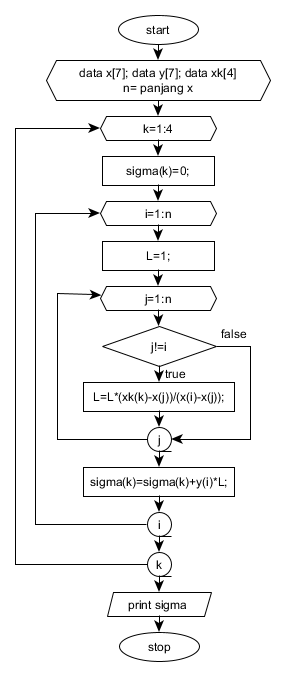 start
data x[7]; data y[7]; data xk[4]
n= panjang x
k=1:4
sigma(k)=0;
i=1:n
L=1;
j=1:n
j!=i
false
true
L=L*(xk(k)-x(j))/(x(i)-x(j));
j
sigma(k)=sigma(k)+y(i)*L;
i
k
print sigma
stop